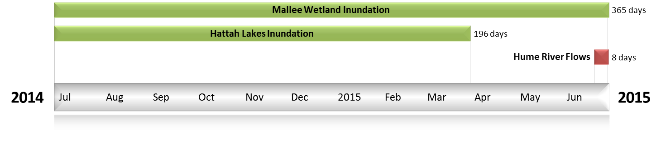 Mallee Wetland Inundation 365 days
Hattah Lakes Inundation 196 days
Hume River Flows 8 days
2014 Jul Aug Sep Oct Nov Dec 2015 Feb Mar Apr May Jun 2015